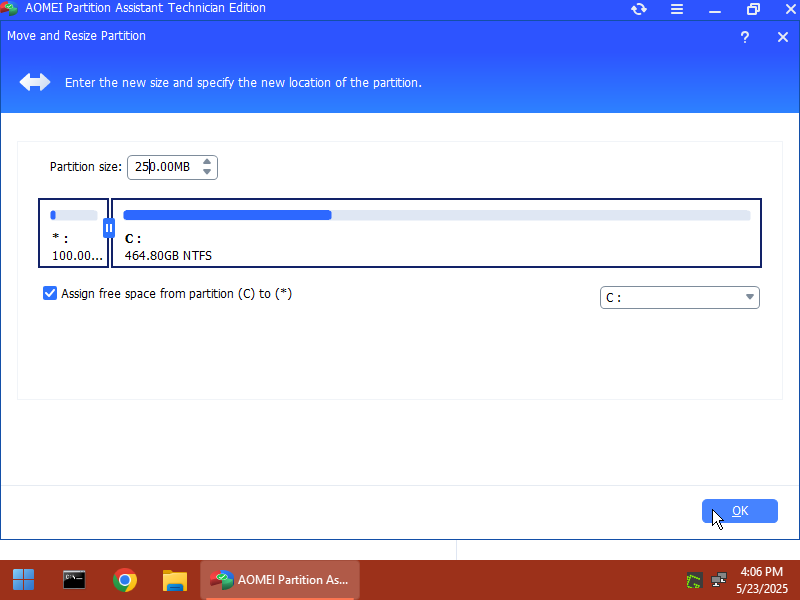 AOMEI Partition Assistant Technician Edition
Move and Resize Partition
?
Enter the new size and specify the new location of the partition.
Partition size: 250.00MB
* : C :
100.00... 464.80GB NTFS
Assign free space from partition (C) to (*)
C :
OK
AOMEI Partition As...
4:06 PM
5/23/2025